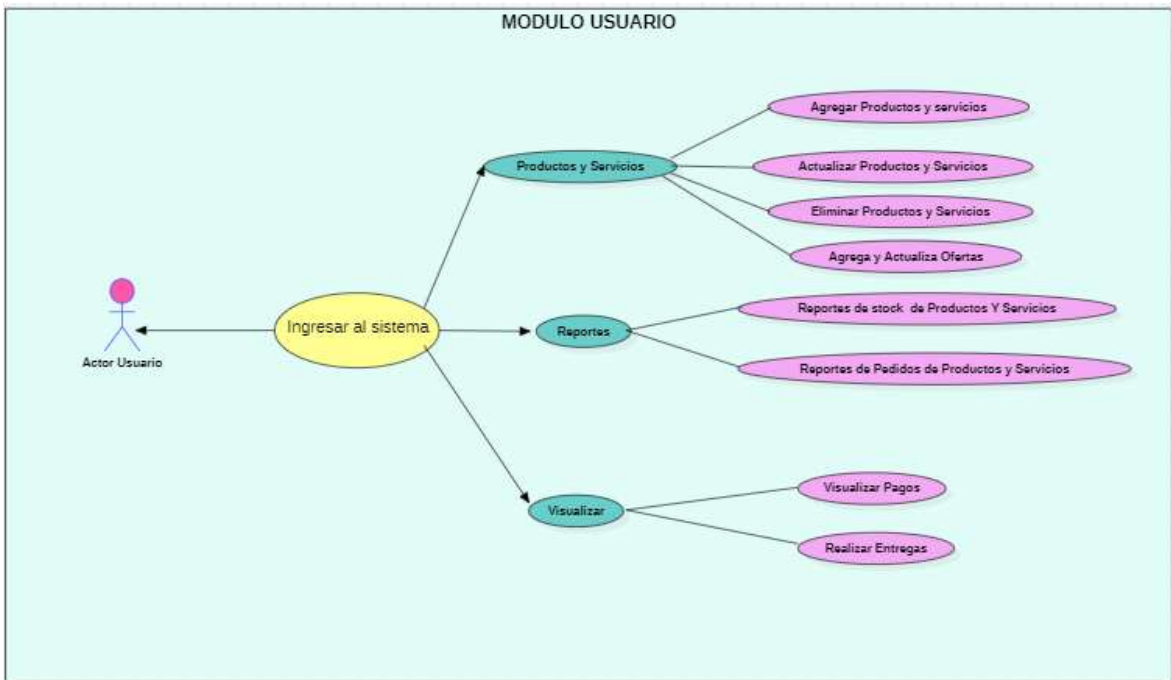 MODULO USUARIO
Agregar Productos y servicios
Productos y Servicios
Actualizar Productos y Servicios
Eliminar Productos y Servicios
Agrega y Actualiza Ofertas
Ingresar al sistema
Actor Usuario
Reportes
Reportes de stock de Productos Y Servicios
Reportes de Pedidos de Productos y Servicios
Visualizar
Visualizar Pagos
Realizar Entregas